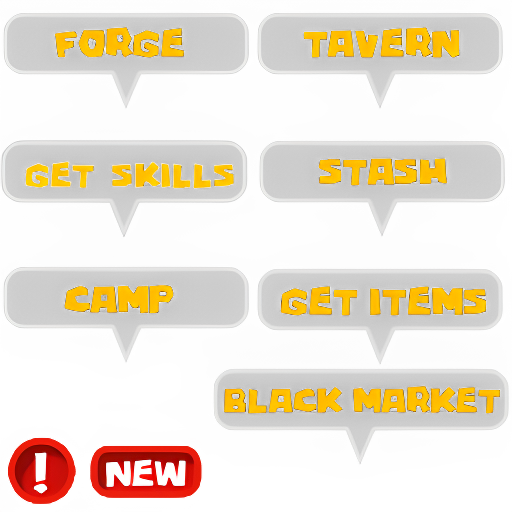 FORGE
TAVERN
GET SKILLS
STASH
CAMP
GET ITEMS
BLACK MARKET
!
NEW